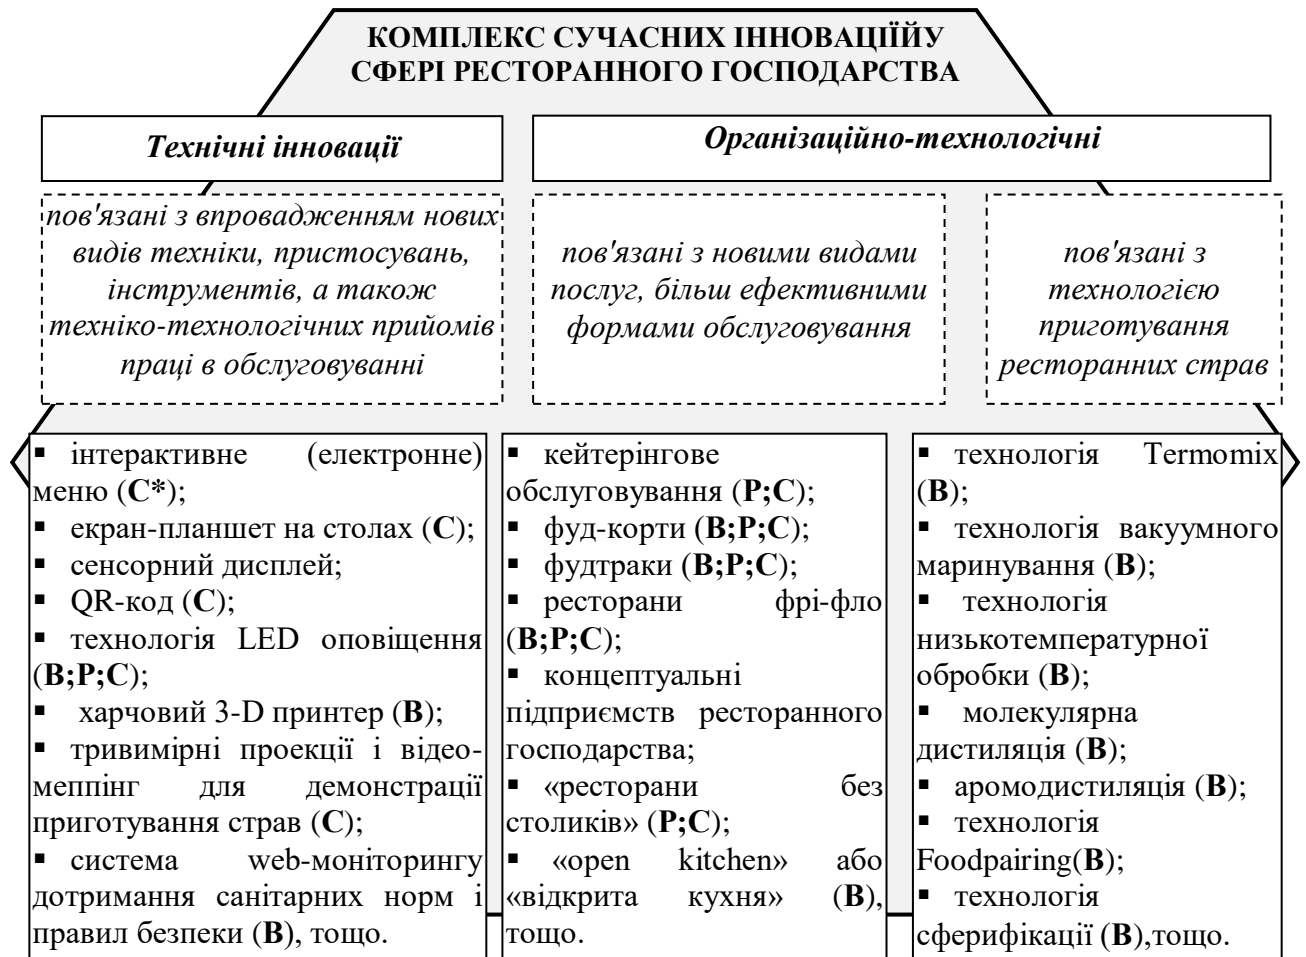 КОМПЛЕКС СУЧАСНИХ ІННОВАЦІЇЙУ
СФЕРІ РЕСТОРАННОГО ГОСПОДАРСТВА
Технічні інновації
Організаційно-технологічні
пов'язані з впровадженням нових
видів техніки, пристосувань,
інструментів, а також
техніко-технологічних прийомів
праці в обслуговуванні
пов'язані з новими видами
послуг, більш ефективними
формами обслуговування
пов'язані з
технологією
приготування
ресторанних страв
▪ інтерактивне (електронне)
меню (С*);
▪ екран-планшет на столах (С);
▪ сенсорний дисплей;
▪ QR-код (С);
▪ технологія LED оповіщення
(В;Р;С);
▪ харчовий 3-D принтер (В);
▪ тривимірні проекції і відео-
меппінг для демонстрації
приготування страв (С);
▪ система web-моніторингу
дотримання санітарних норм і
правил безпеки (В), тощо.
▪ кейтерінгове
обслуговування (Р;С);
▪ фуд-корти (В;Р;С);
▪ фудтраки (В;Р;С);
▪ ресторани фрі-фло
(В;Р;С);
▪ концептуальні
підприємств ресторанного
господарства;
▪ «ресторани без
столиків» (Р;С);
▪ «open kitchen» або
«відкрита кухня» (В),
тощо.
▪ технологія Termomix
(В);
▪ технологія вакуумного
маринування (В);
▪ технологія
низькотемпературної
обробки (В);
▪ молекулярна
дистиляція (В);
▪ аромодистиляція (В);
▪ технологія
Foodpairing(В);
▪ технологія
сферифікації (В),тощо.